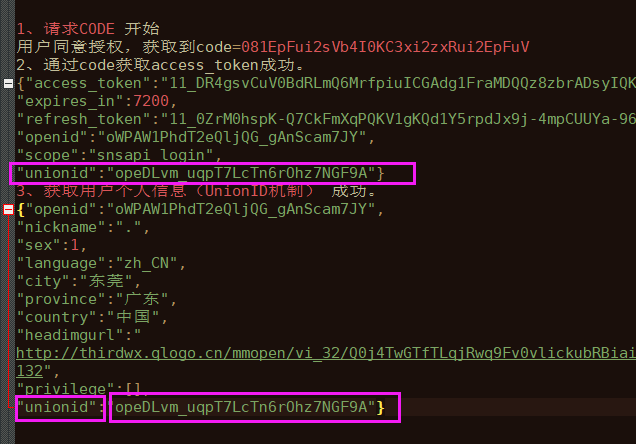 1、请求CODE 开始
用户同意授权，获取到code=081EpFui2sVb4I0KC3xi2zxRui2EpFuV
2、通过code获取access_token成功。
{"access_token":"11_DR4gsvCuV0BdRLmQ6MrfpiuICGAdg1FraMDQQz8zbrADsyIQK
"expires_in":7200,
"refresh_token":"11_0ZrM0hspK-Q7CkFmXqPQKV1gKQd1Y5rpdJx9j-4mpCUUYa-96
"openid":"oWPAW1PhdT2eQljQG_gAnScam7JY",
"scope":"snsapi_login",
"unionid":"opeDLvm_uqpT7LcTn6rOhz7NGF9A"}
3、获取用户个人信息（UnionID机制） 成功。
{"openid":"oWPAW1PhdT2eQljQG_gAnScam7JY",
"nickname":".",
"sex":1,
"language":"zh_CN",
"city":"东莞",
"province":"广东",
"country":"中国",
"headimgurl":"
http://thirdwx.qlogo.cn/mmopen/vi_32/Q0j4TwGTfTLqjRwq9Fv0vlickubRBiai
132",
"privilege":[],
"unionid":"opeDLvm_uqpT7LcTn6rOhz7NGF9A"}